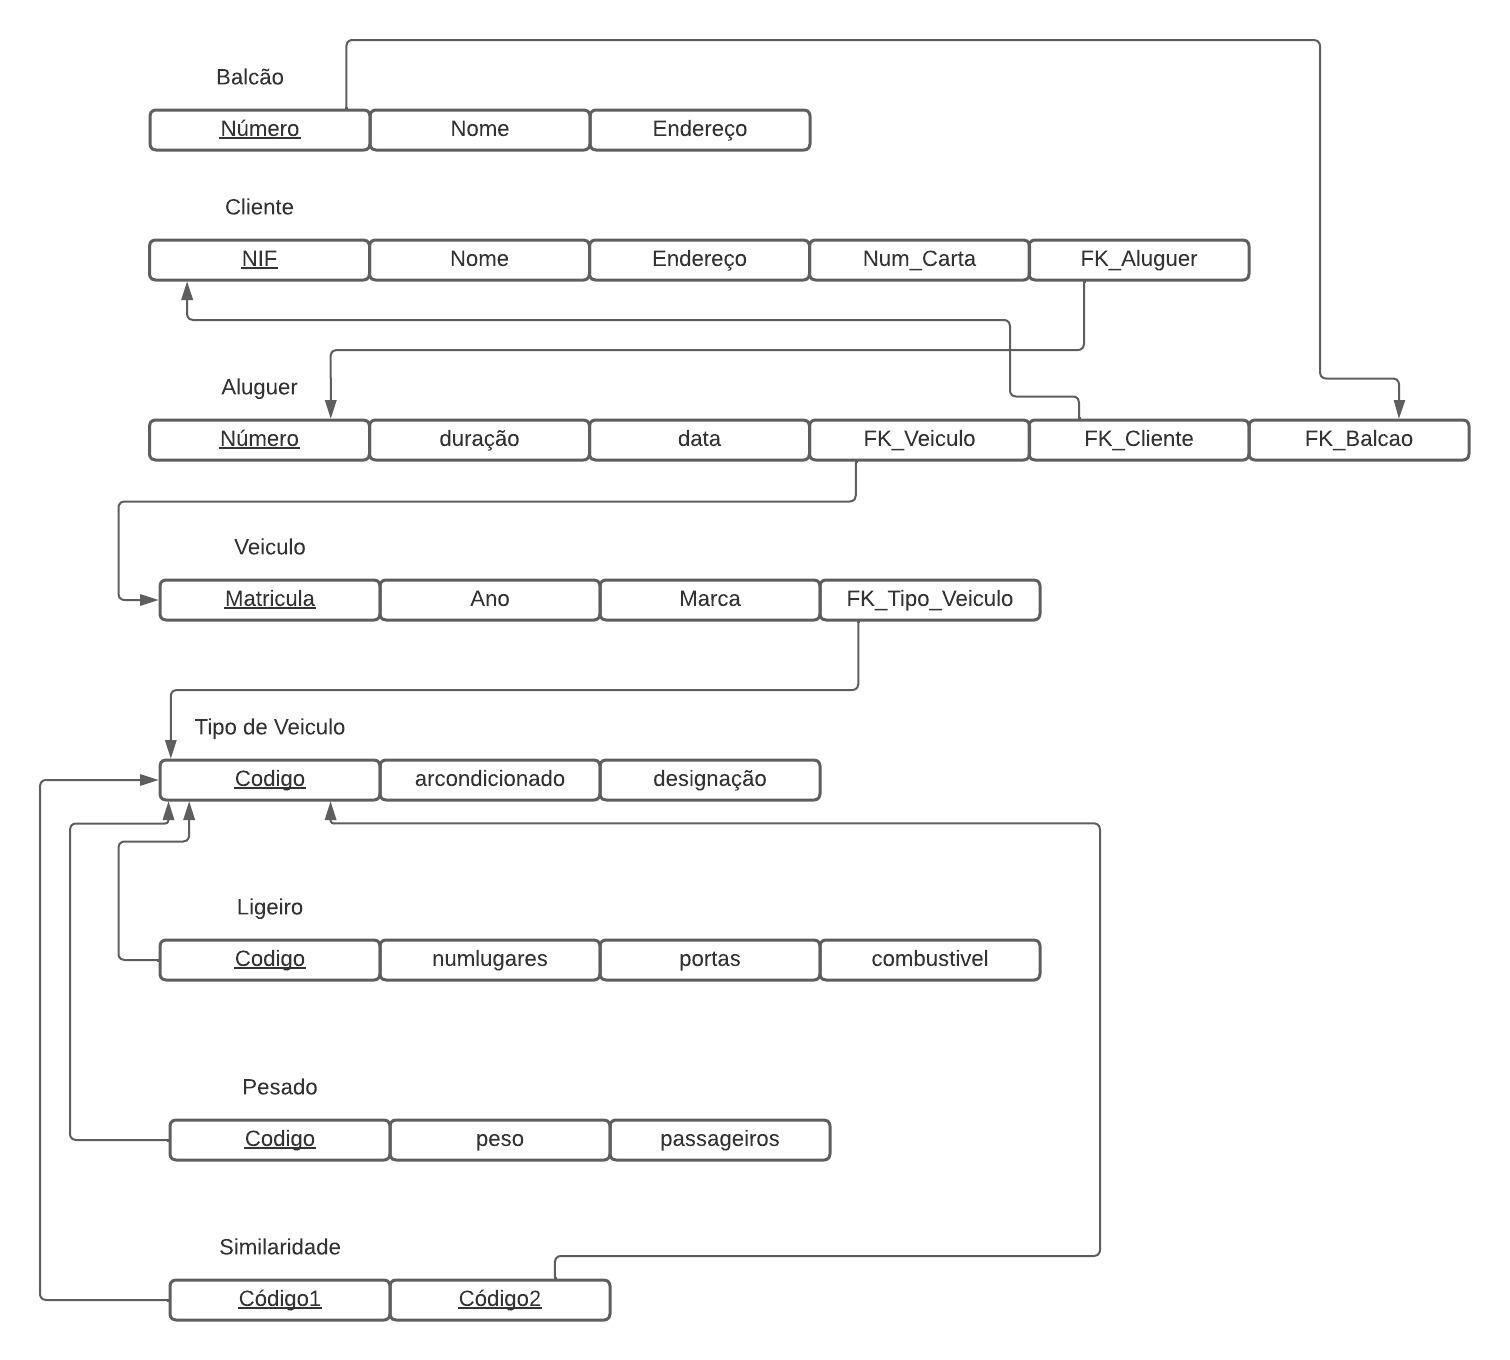 Balcão
Número Nome Endereço
Cliente
NIF Nome Endereço Num_Carta FK_Aluguer
Aluguer
Número duração data FK_Veiculo FK_Cliente FK_Balcao
Veiculo
Matricula Ano Marca FK_Tipo_Veiculo
Tipo de Veiculo
Codigo arcondicionado designação
Ligeiro
Codigo numlugares portas combustivel
Pesado
Codigo peso passageiros
Similaridade
Código1 Código2